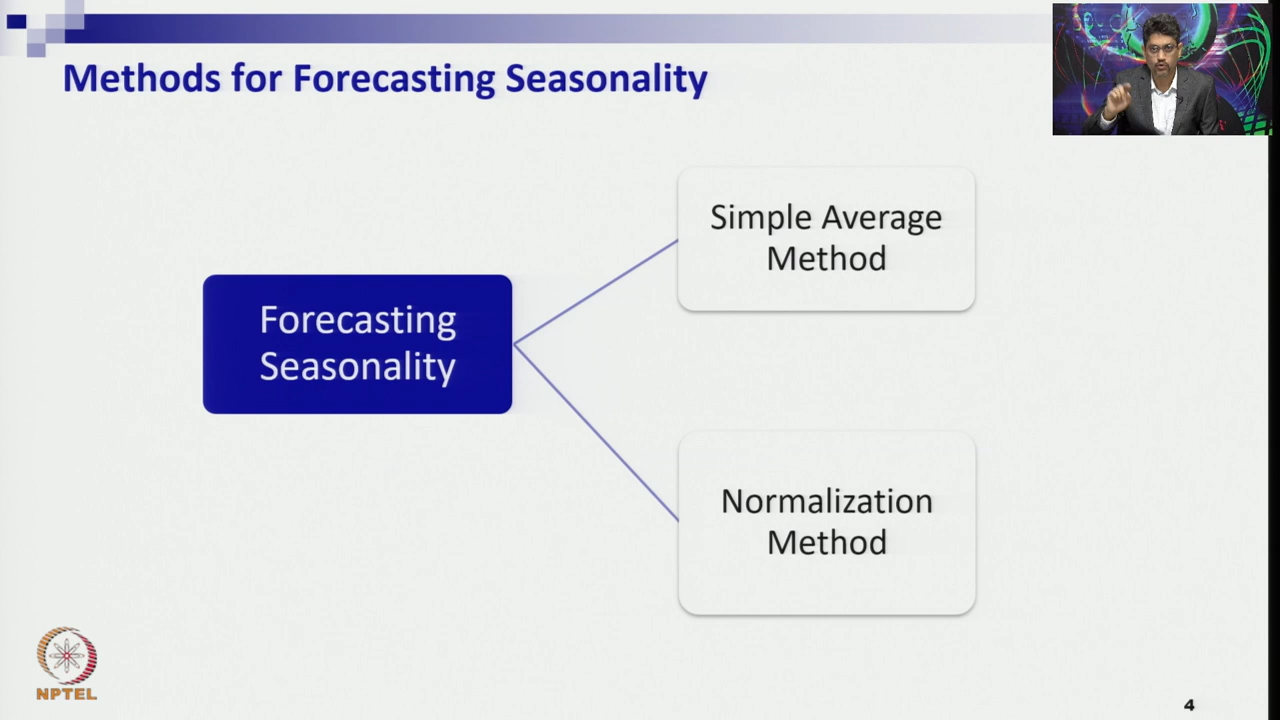 Methods for Forecasting Seasonality
Simple Average
Method
Forecasting
Seasonality
Normalization
Method
NPTEL
4